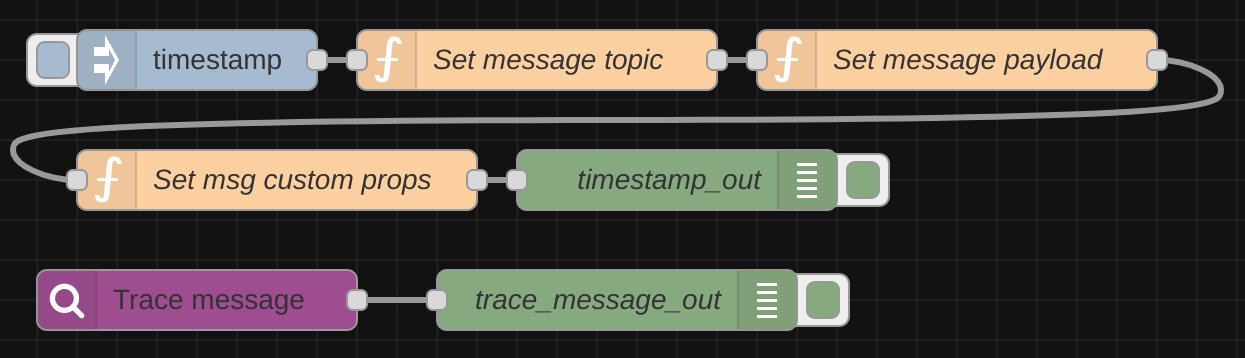 timestamp
Set message topic
Set message payload
Set msg custom props
timestamp_out
Trace message
trace_message_out